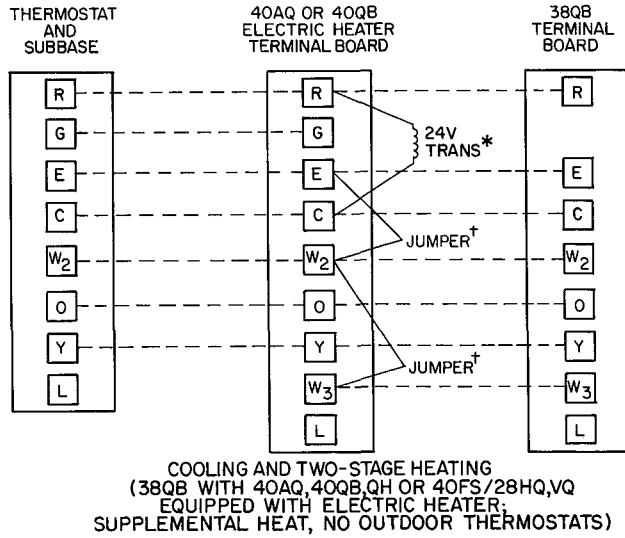 THERMOSTAT
AND
SUBBASE
40AQ OR 40QB
ELECTRIC HEATER
TERMINAL BOARD
38QB
TERMINAL
BOARD
R R R
G G
24V
TRANS*
E E E
C C C
JUMPER†
W2 W2 W2
O O O
Y Y Y
JUMPER†
W3 W3
L L L
COOLING AND TWO-STAGE HEATING
(38QB WITH 40AQ,40QB,QH OR 40FS/28HQ,VQ
EQUIPPED WITH ELECTRIC HEATER;
SUPPLEMENTAL HEAT, NO OUTDOOR THERMOSTATS)